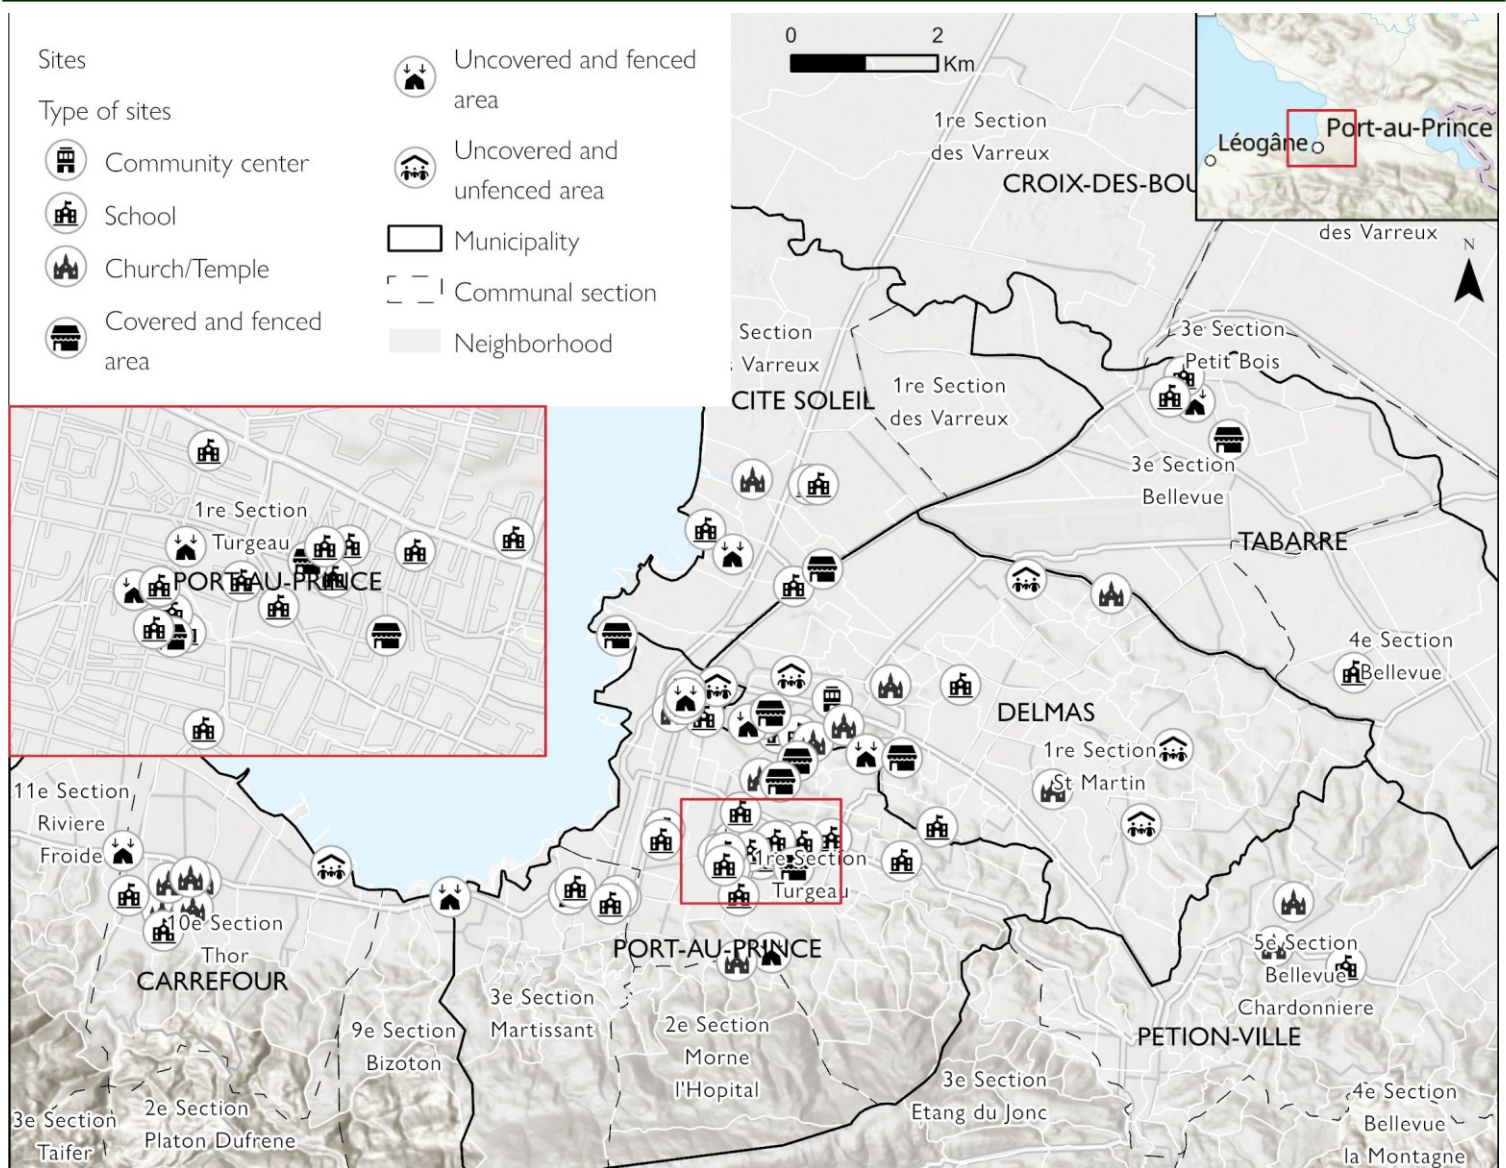 Sites
Type of sites
Community center
School
Church/Temple
Covered and fenced
area
Uncovered and fenced
area
Uncovered and
unfenced area
Municipality
Communal section
Neighborhood
0 2
Km
Léogâne
Port-au-Prince
N
1re Section
des Varreux
CROIX-DES-BOU
des Varreux
Section
Varreux
CITE SOLEIL
1re Section
des Varreux
3e Section
Petit Bois
3e Section
Bellevue
TABARRE
1re Section
Turgeau
PORT-AU-PRINCE
4e Section
Bellevue
DELMAS
1re Section
St Martin
11e Section
Riviere
Froide
1re Section
Turgeau
10e Section
Thor
CARREFOUR
PORT-AU-PRINCE
5e Section
Bellevue
Chardonniere
3e Section
Martissant
9e Section
Bizoton
2e Section
Morne
l'Hopital
PETION-VILLE
3e Section
Etang du Jonc
3e Section
Taifer
2e Section
Platon Dufrene
4e Section
Bellevue
la Montagne